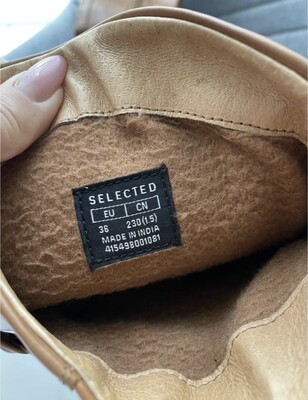 SELECTED
EU CN
36 230(1.5)
MADE IN INDIA
415498001081